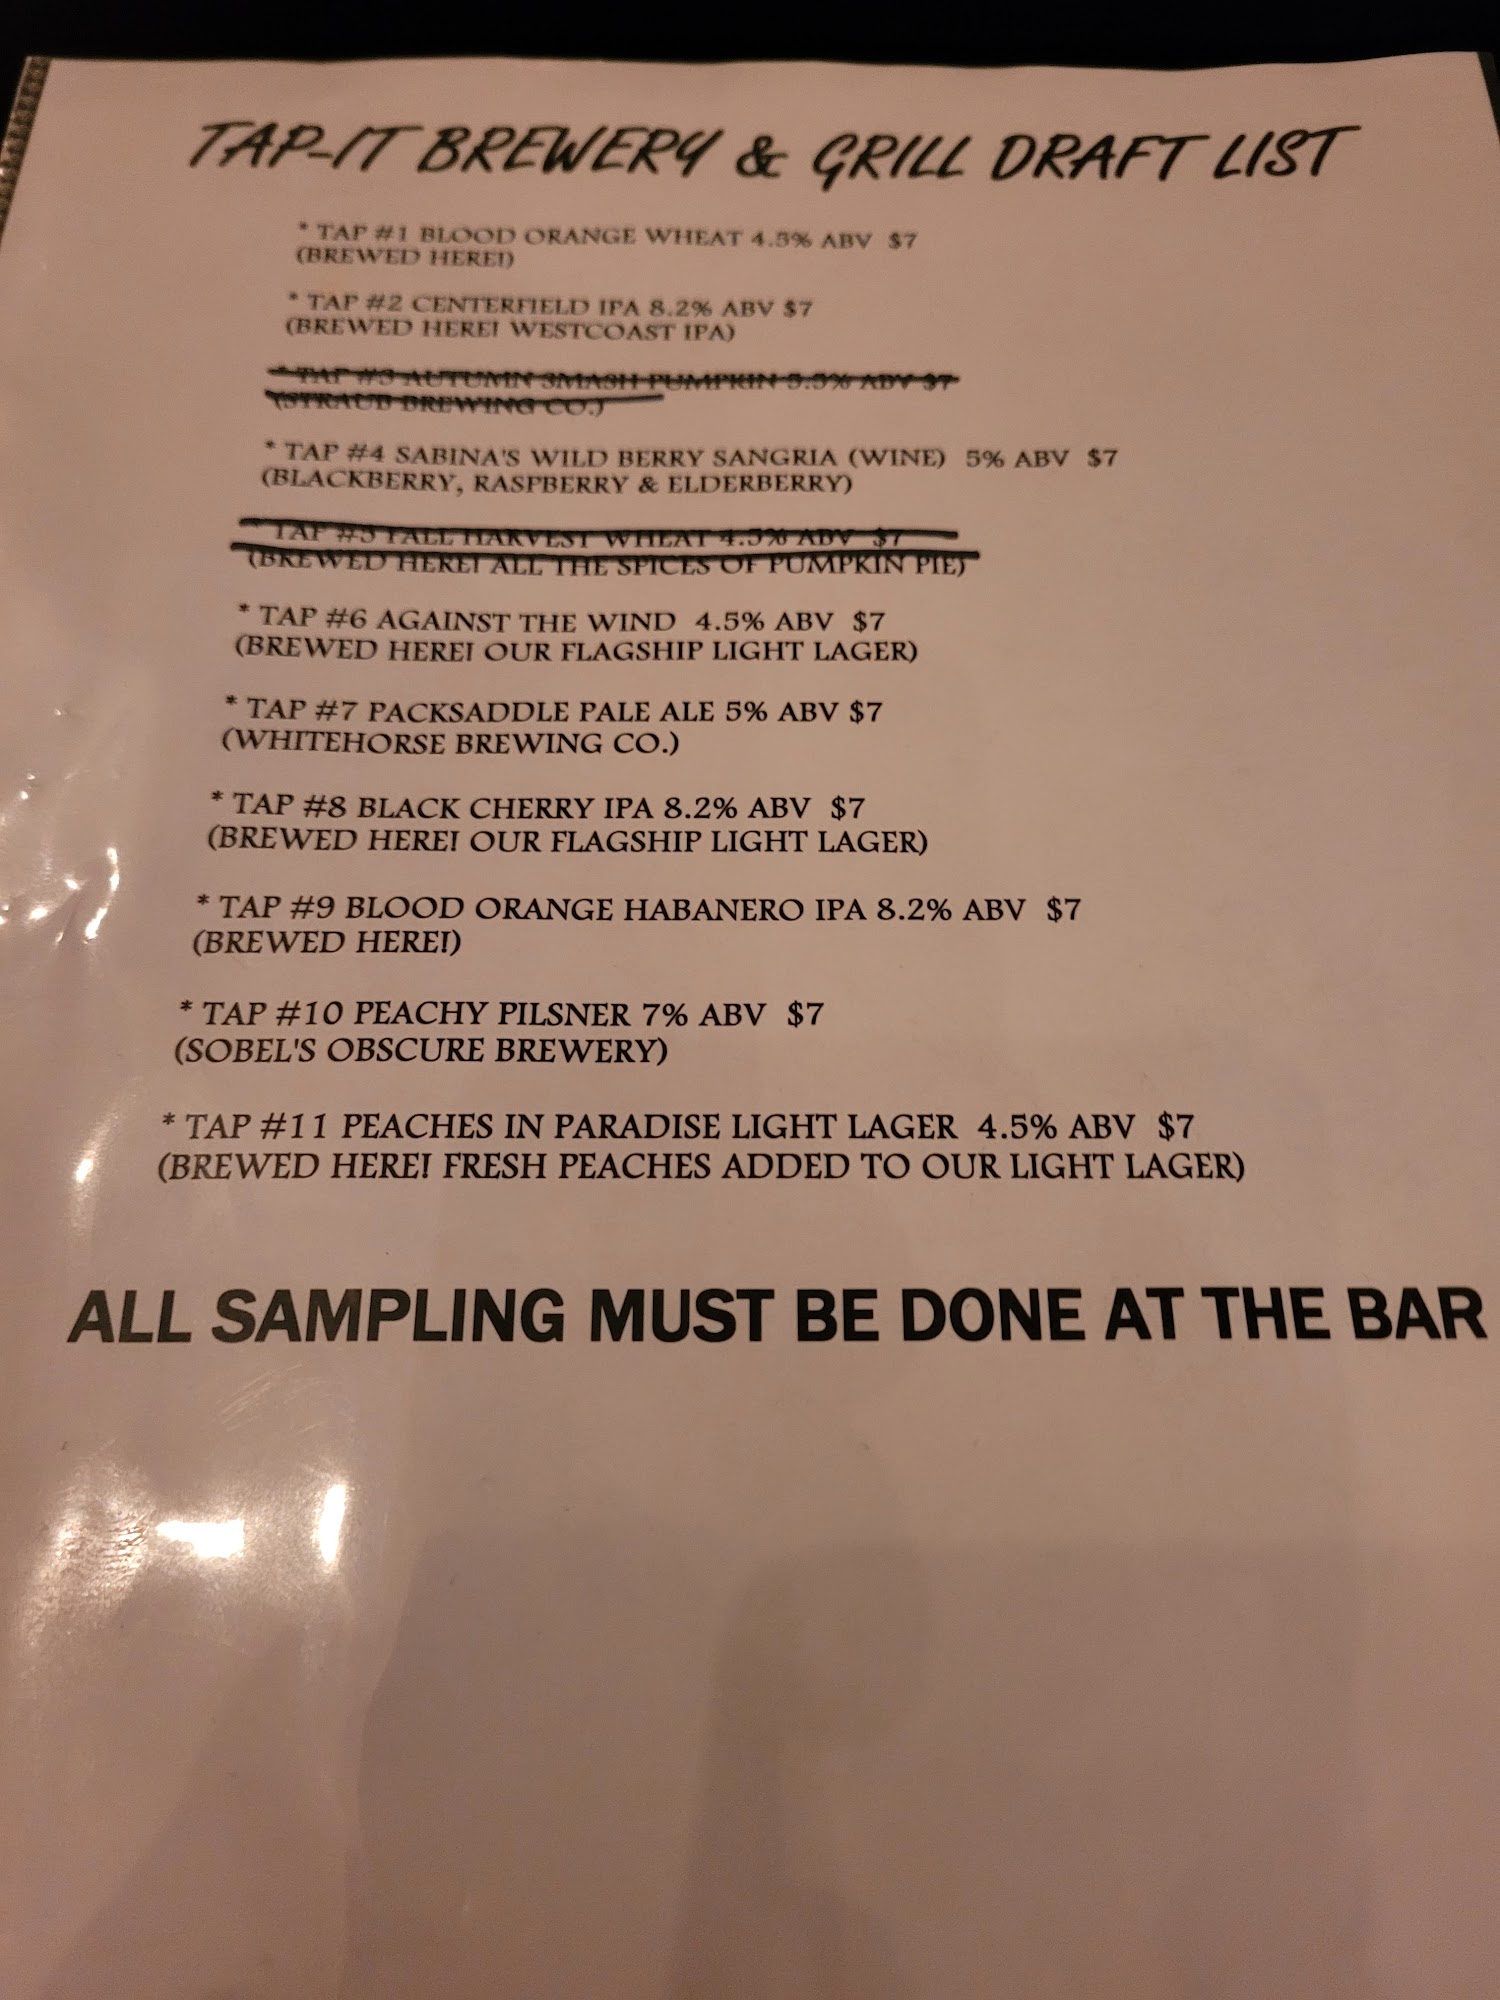 TAP-IT BREWERY & GRILL DRAFT LIST
* TAP #1 BLOOD ORANGE WHEAT 4.5% ABV $7
(BREWED HERE!)
* TAP #2 CENTERFIELD IPA 8.2% ABV $7
(BREWED HERE! WESTCOAST IPA)
* TAP #3 AUTUMN SMASH PUMPKIN 5.5% ABV $7
(STRAUB BREWING CO.)
* TAP #4 SABINA'S WILD BERRY SANGRIA (WINE) 5% ABV $7
(BLACKBERRY, RASPBERRY & ELDERBERRY)
* TAP #5 FALL HARVEST WHEAT 4.5% ABV $7
(BREWED HERE! ALL THE SPICES OF PUMPKIN PIE)
* TAP #6 AGAINST THE WIND 4.5% ABV $7
(BREWED HERE! OUR FLAGSHIP LIGHT LAGER)
* TAP #7 PACKSADDLE PALE ALE 5% ABV $7
(WHITEHORSE BREWING CO.)
* TAP #8 BLACK CHERRY IPA 8.2% ABV $7
(BREWED HERE! OUR FLAGSHIP LIGHT LAGER)
* TAP #9 BLOOD ORANGE HABANERO IPA 8.2% ABV $7
(BREWED HERE!)
* TAP #10 PEACHY PILSNER 7% ABV $7
(SOBEL'S OBSCURE BREWERY)
* TAP #11 PEACHES IN PARADISE LIGHT LAGER 4.5% ABV $7
(BREWED HERE! FRESH PEACHES ADDED TO OUR LIGHT LAGER)
ALL SAMPLING MUST BE DONE AT THE BAR